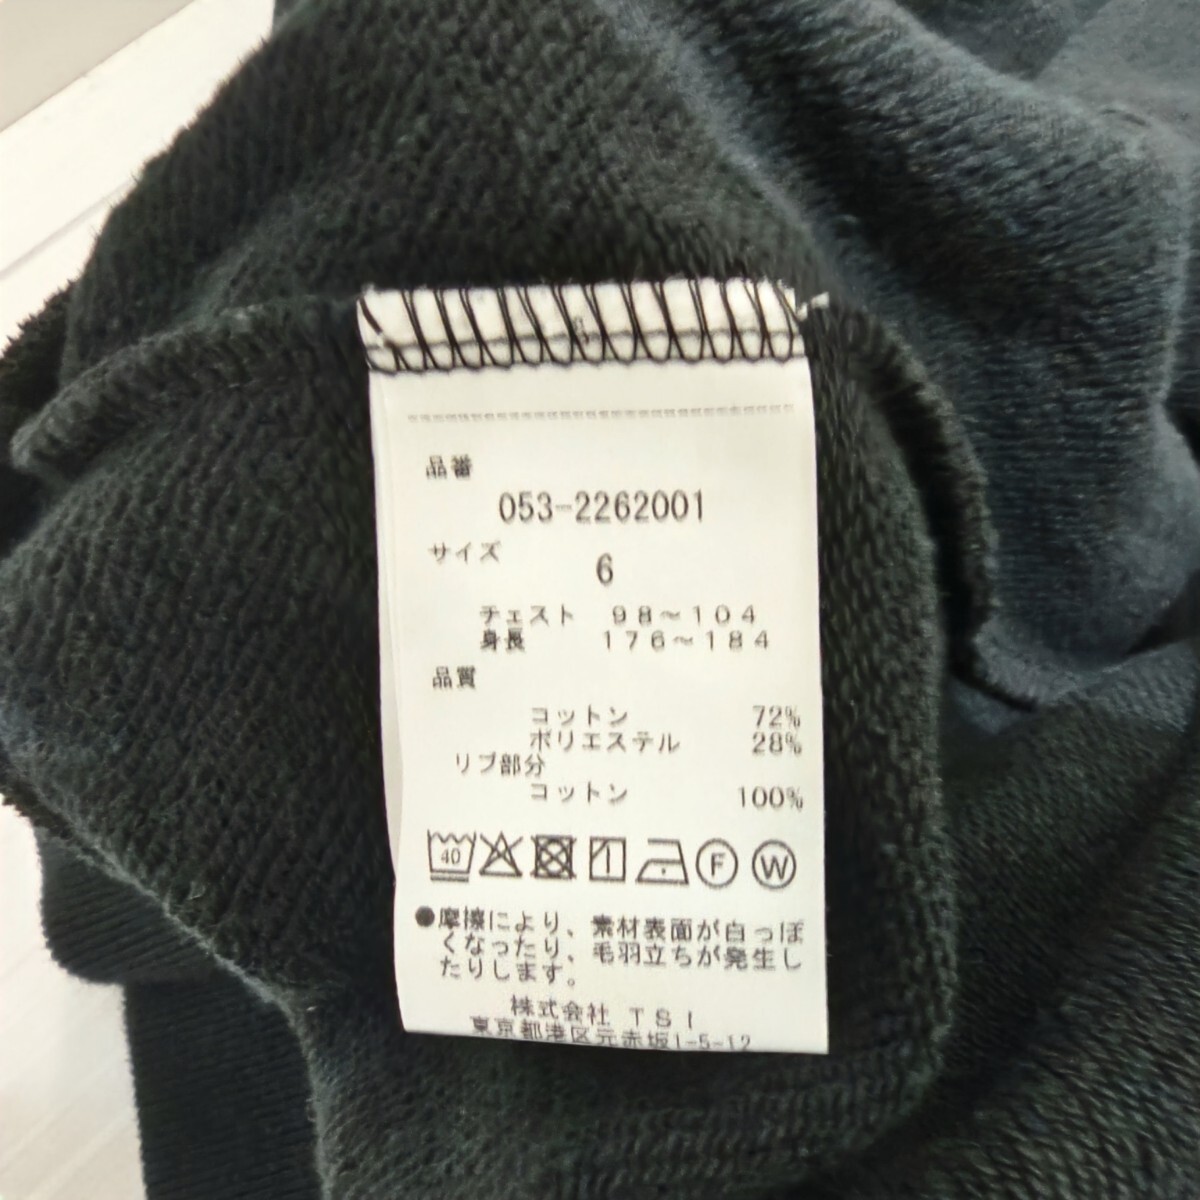 品番
053-2262001
サイズ
6
チェスト 98～104
身長 176～184
品質
コットン 72%
ポリエステル 28%
リブ部分
コットン 100%
40 F W
●摩擦により、素材表面が白っぽ
くなったり、毛羽立ちが発生し
たりします。
株式会社 TSI
東京都港区元赤坂1-5-12